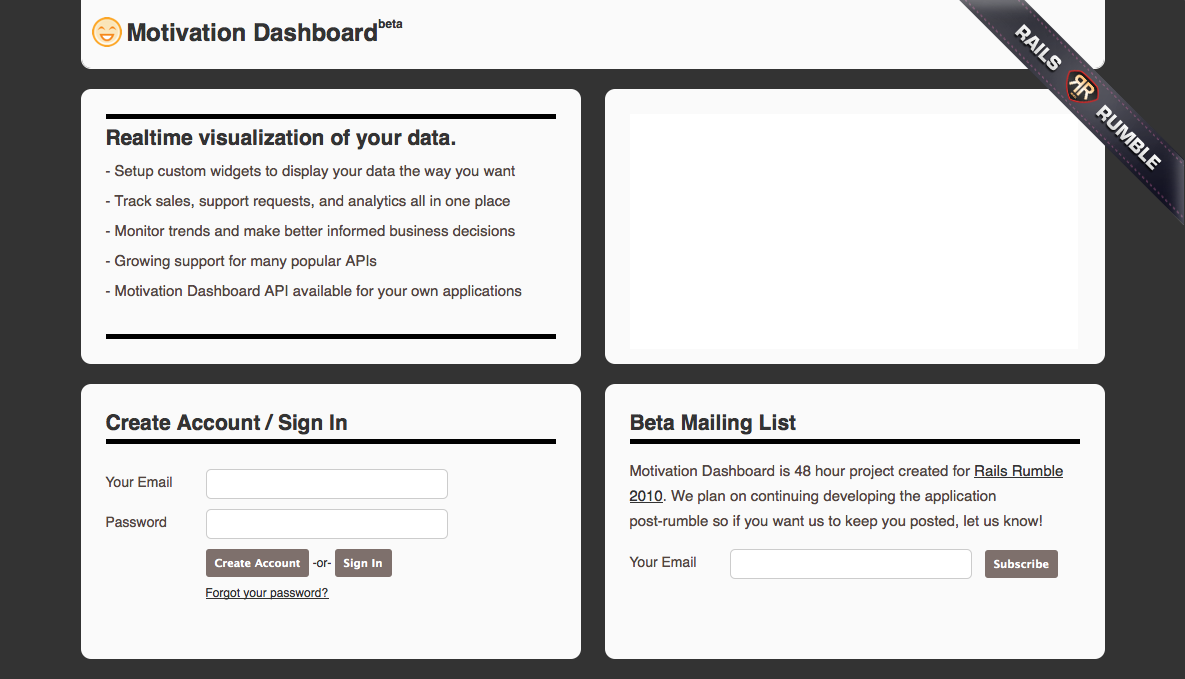 Motivation Dashboardbeta
RAILS RR RUMBLE
Realtime visualization of your data.
- Setup custom widgets to display your data the way you want
- Track sales, support requests, and analytics all in one place
- Monitor trends and make better informed business decisions
- Growing support for many popular APIs
- Motivation Dashboard API available for your own applications
Create Account / Sign In
Your Email
Password
Create Account -or- Sign In
Forgot your password?
Beta Mailing List
Motivation Dashboard is 48 hour project created for Rails Rumble
2010. We plan on continuing developing the application
post-rumble so if you want us to keep you posted, let us know!
Your Email
Subscribe